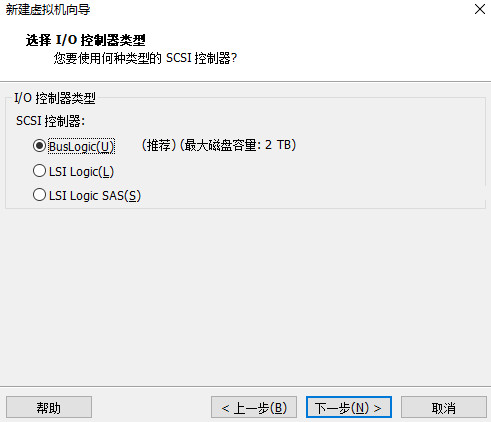 新建虚拟机向导
选择 I/O 控制器类型
您要使用何种类型的 SCSI 控制器?
I/O 控制器类型
SCSI 控制器:
BusLogic(U) (推荐) (最大磁盘容量: 2 TB)
LSI Logic(L)
LSI Logic SAS(S)
帮助 < 上一步(B) 下一步(N) > 取消